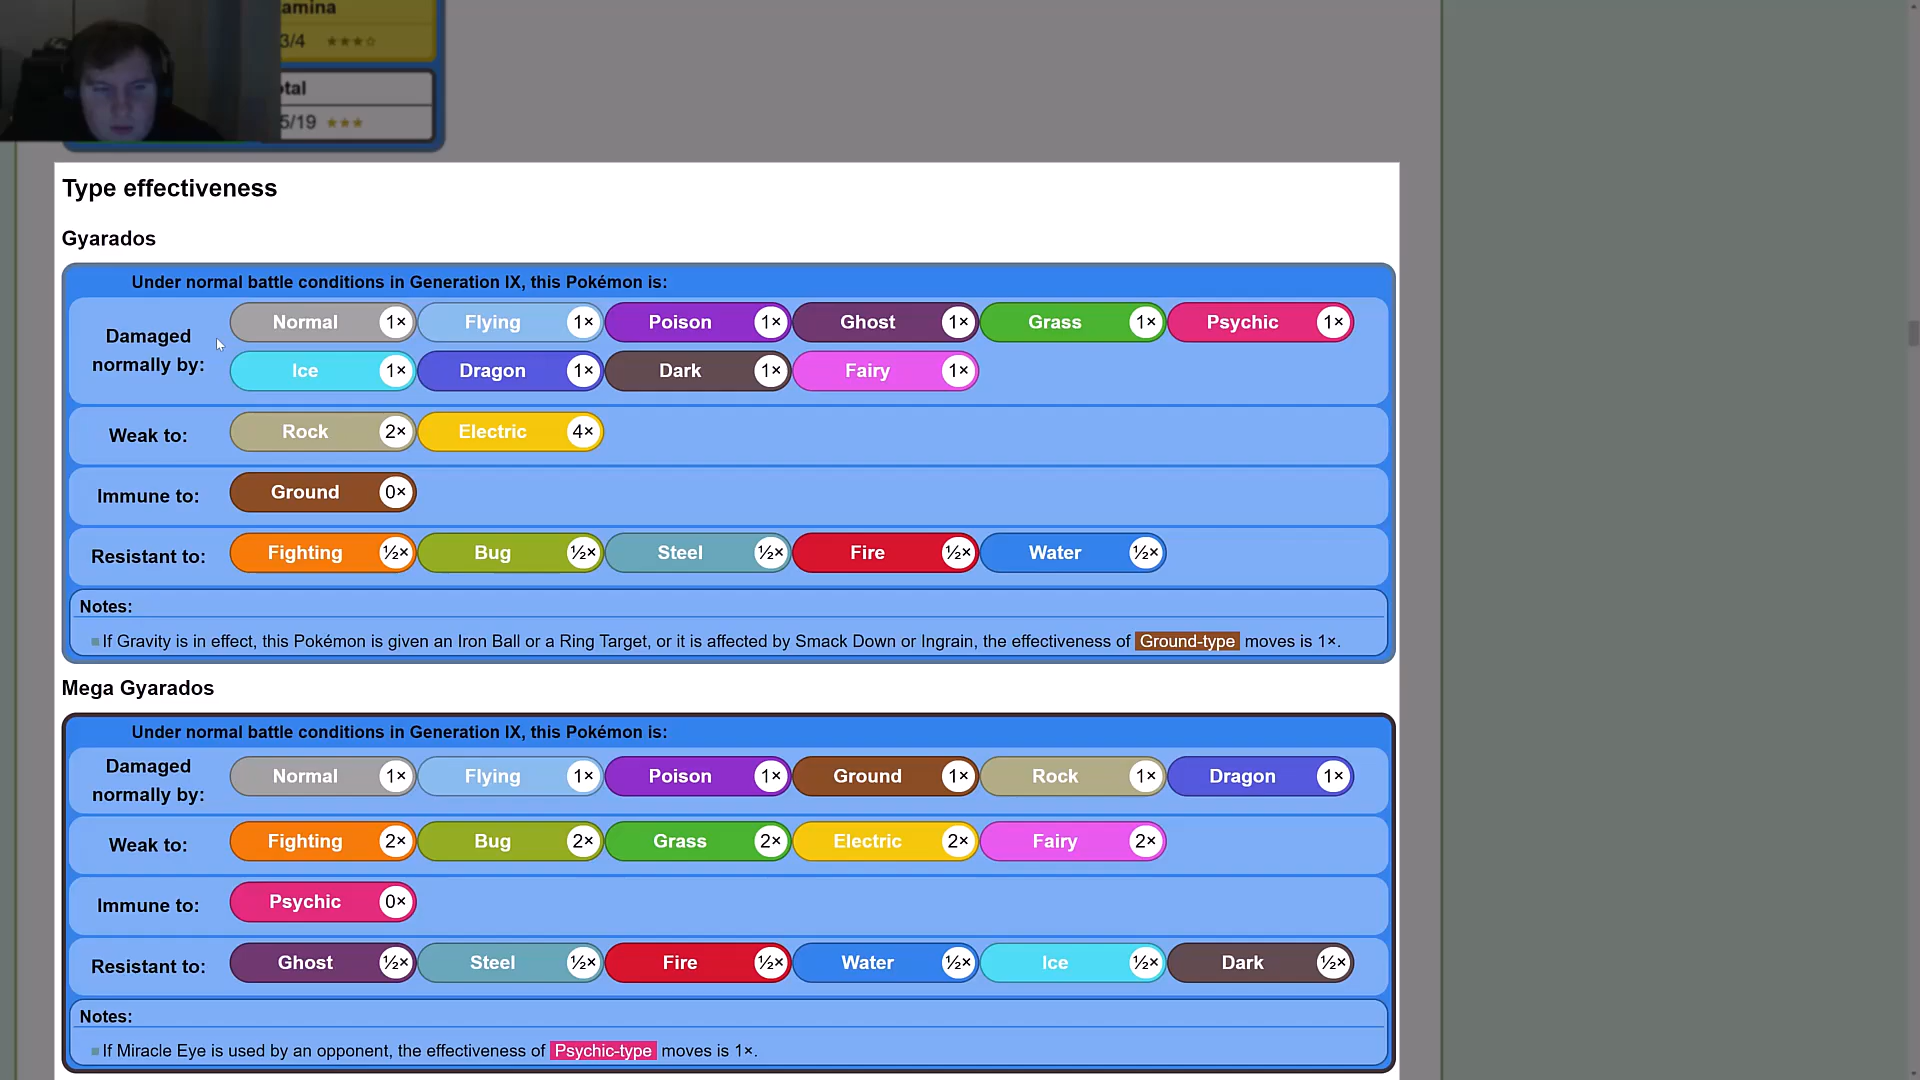 amina
3/4 ★★★☆
otal
5/19 ★★★
Type effectiveness
Gyarados
Under normal battle conditions in Generation IX, this Pokémon is:
Damaged normally by:
Normal 1× Flying 1× Poison 1× Ghost 1× Grass 1× Psychic 1×
Ice 1× Dragon 1× Dark 1× Fairy 1×
Weak to: Rock 2× Electric 4×
Immune to: Ground 0×
Resistant to: Fighting ½× Bug ½× Steel ½× Fire ½× Water ½×
Notes:
If Gravity is in effect, this Pokémon is given an Iron Ball or a Ring Target, or it is affected by Smack Down or Ingrain, the effectiveness of Ground-type moves is 1×.
Mega Gyarados
Under normal battle conditions in Generation IX, this Pokémon is:
Damaged normally by:
Normal 1× Flying 1× Poison 1× Ground 1× Rock 1× Dragon 1×
Weak to: Fighting 2× Bug 2× Grass 2× Electric 2× Fairy 2×
Immune to: Psychic 0×
Resistant to: Ghost ½× Steel ½× Fire ½× Water ½× Ice ½× Dark ½×
Notes:
If Miracle Eye is used by an opponent, the effectiveness of Psychic-type moves is 1×.